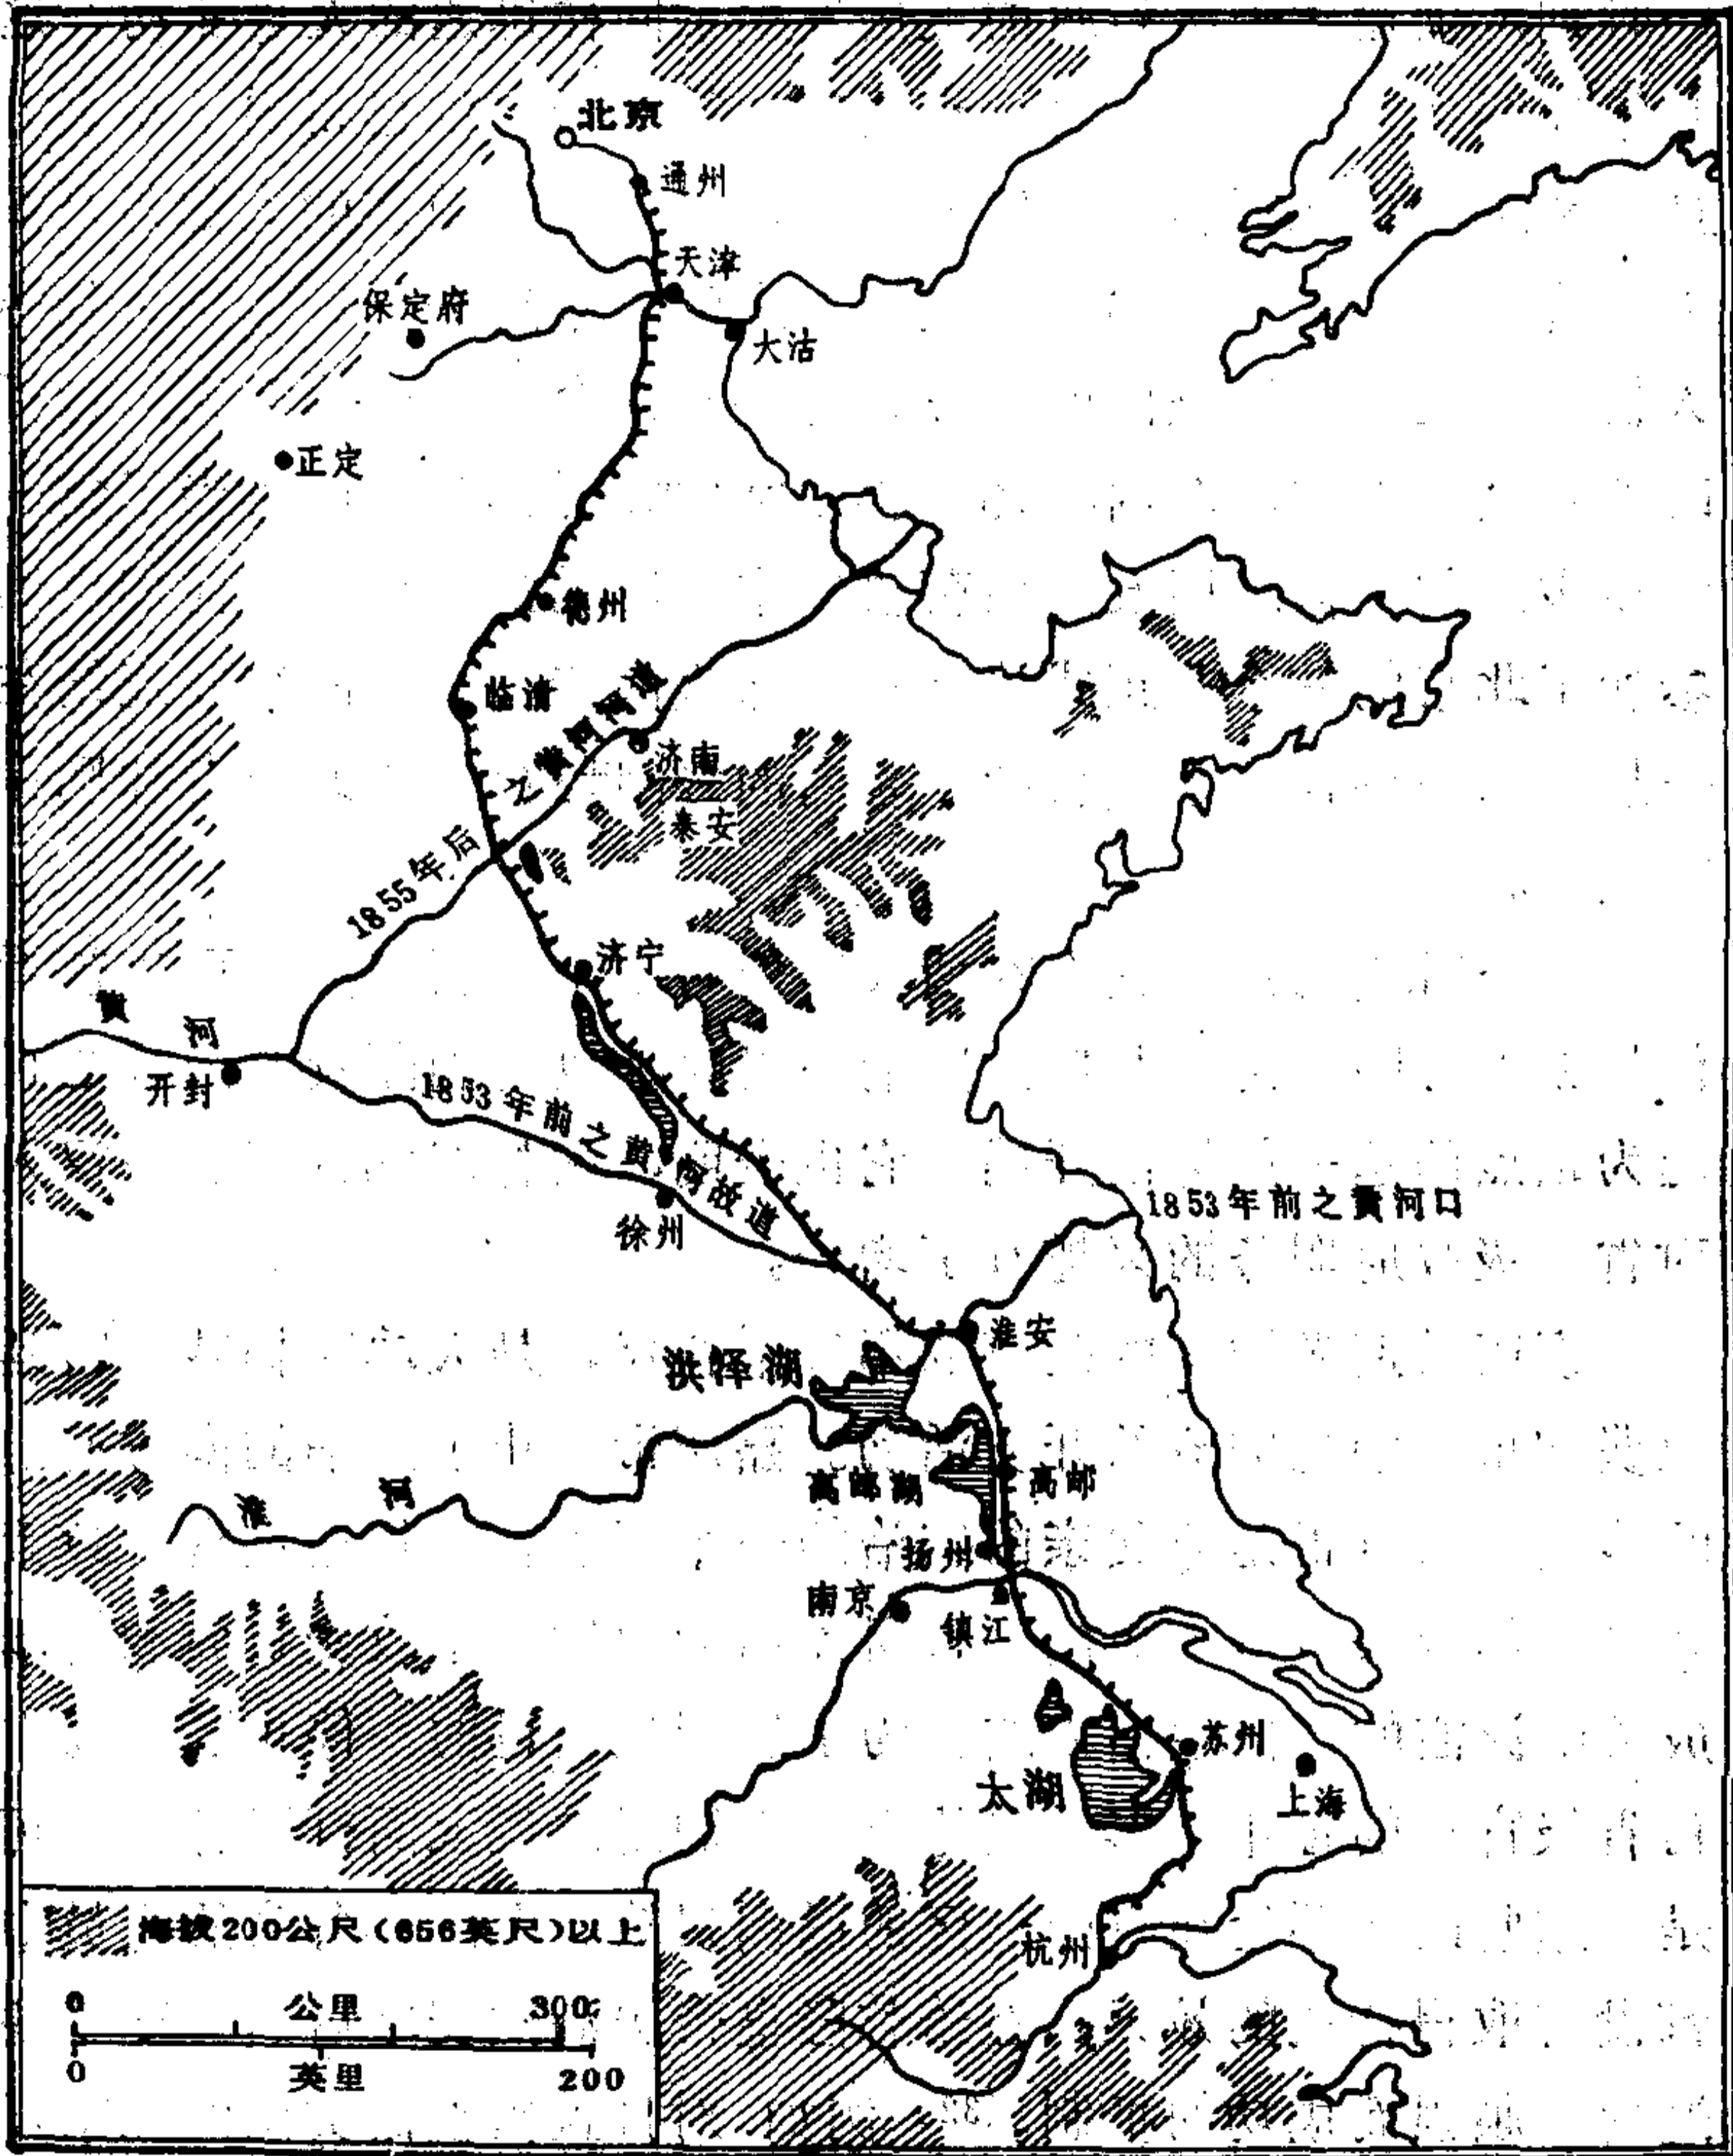 北京
通州
天津
保定府
大沽
正定
德州
临清
济南
泰安
1855年后之黄河河道
济宁
黄河
开封
1853年前之黄河故道
徐州
1853年前之黄河口
淮安
洪泽湖
高邮湖
高邮
淮河
扬州
南京
镇江
苏州
太湖
上海
杭州
海拔200公尺(656英尺)以上
0 公里 300
0 英里 200